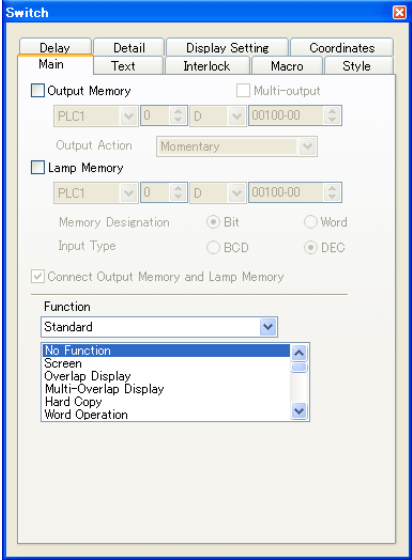 Switch
Delay Detail Display Setting Coordinates
Main Text Interlock Macro Style
Output Memory Multi-output
PLC1 0 D 00100-00
Output Action Momentary
Lamp Memory
PLC1 0 D 00100-00
Memory Designation Bit Word
Input Type BCD DEC
Connect Output Memory and Lamp Memory
Function
Standard
No Function
Screen
Overlap Display
Multi-Overlap Display
Hard Copy
Word Operation